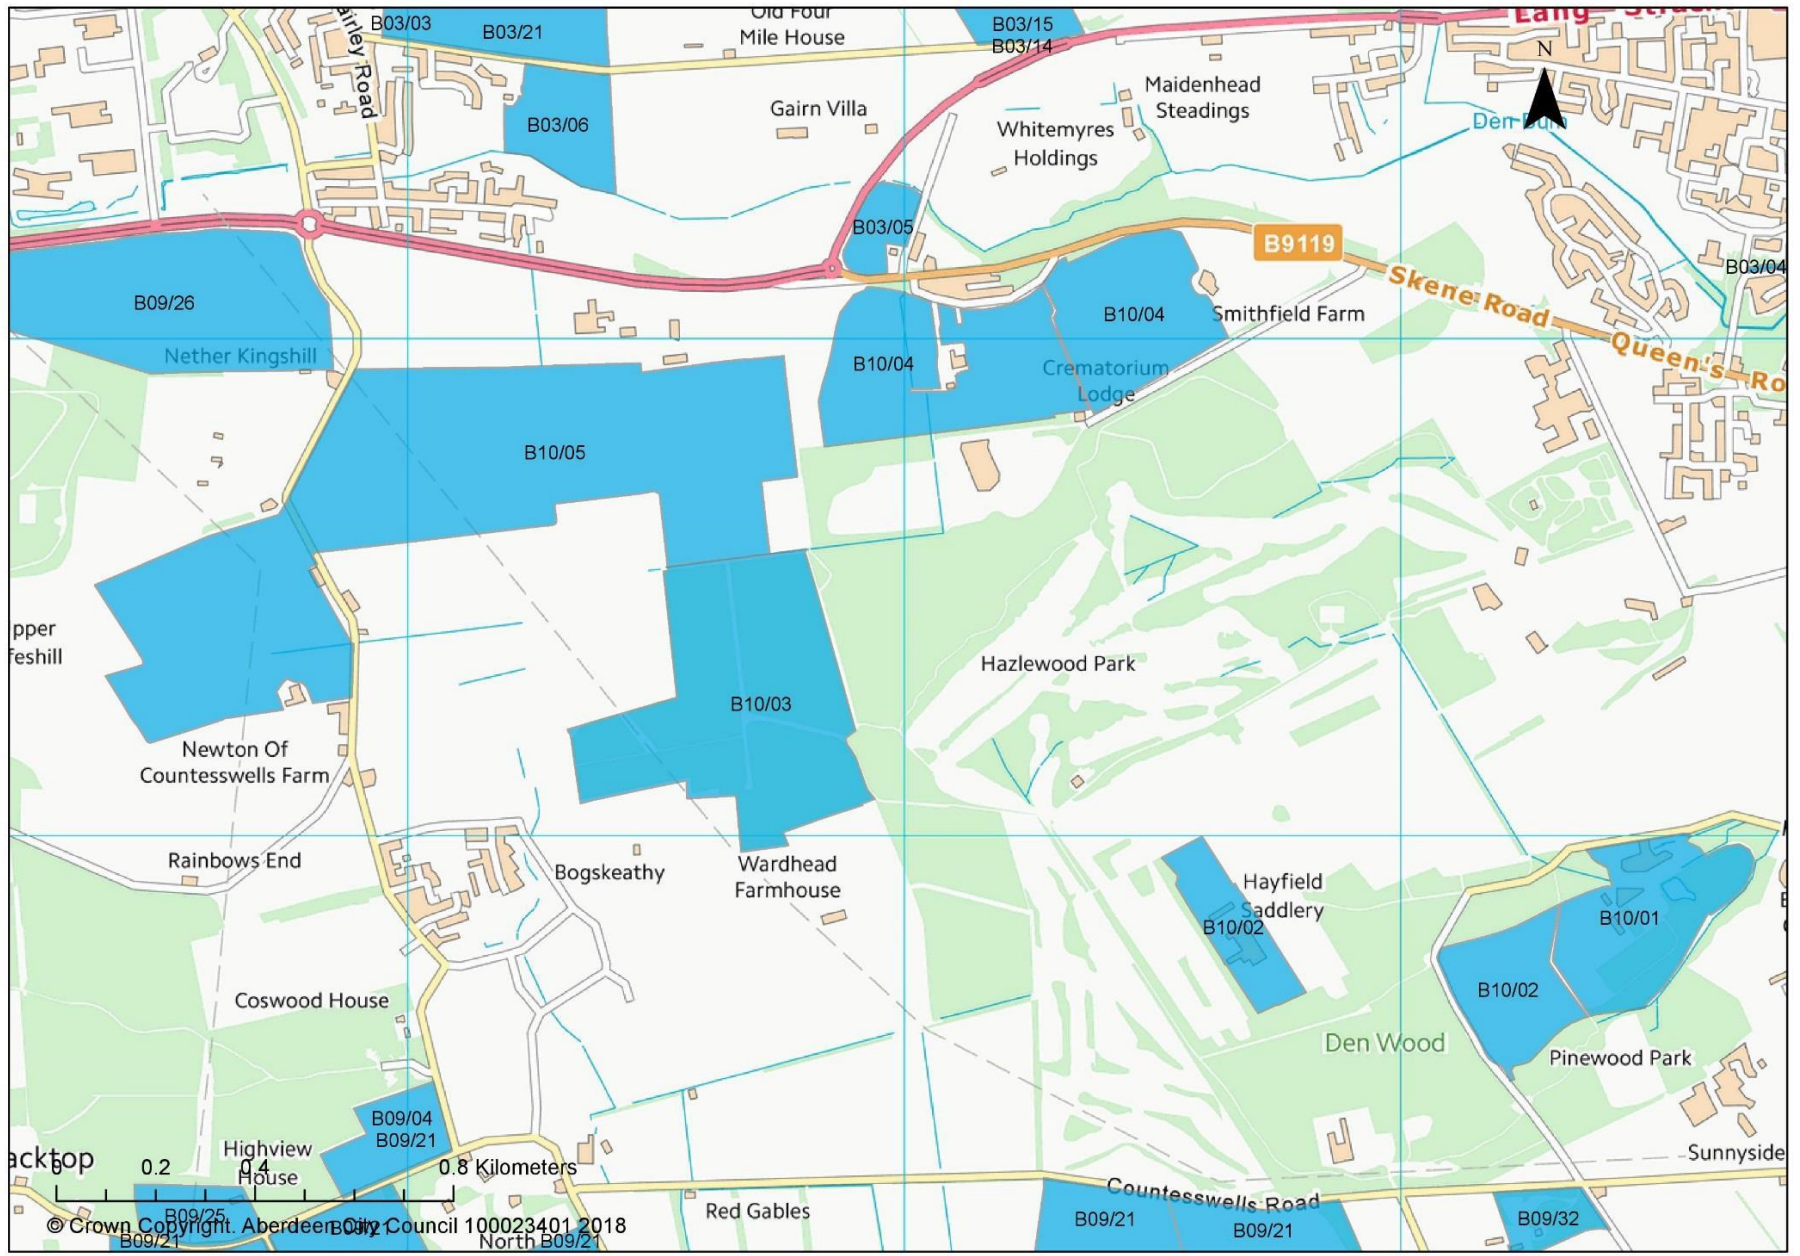 B03/03
B03/21
Old Four
Mile House
B03/15
B03/14
Lang
N
Road
B03/06
Gairn Villa
Maidenhead
Steadings
Whitemyres
Holdings
Den Burn
B03/05
B9119
Skene Road
Queen's Ro
B03/04
B09/26
Nether Kingshill
B10/04
Smithfield Farm
B10/04
Crematorium
Lodge
B10/05
pper
feshill
Hazlewood Park
B10/03
Newton Of
Countesswells Farm
Rainbows End
Bogskeathy
Wardhead
Farmhouse
Hayfield
Saddlery
B10/02
B10/01
B10/02
Coswood House
Den Wood
Pinewood Park
B09/04
B09/21
Highview
House
acktop
0 0.2 0.4 0.8 Kilometers
Sunnyside
Countesswells Road
B09/25
B09/21
B09/21
© Crown Copyright. Aberdeen City Council 100023401 2018
North
B09/21
Red Gables
B09/21
B09/21
B09/32